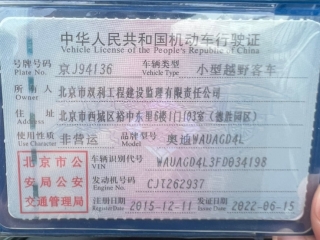 中华人民共和国机动车行驶证
Vehicle License of the People's Republic of China
号牌号码 京J94136 车辆类型 小型越野客车
Plate No. Vehicle Type
所有人 北京市双利工程建设监理有限责任公司
Owner
住址 北京市西城区裕中东里6楼1门103室(德胜园区)
Address
使用性质 非营运 品牌型号 奥迪WAUAGD4L
Use Character Model
北京市公安局公安交通管理局
车辆识别代号 WAUAGD4L3FD034198
VIN
发动机号码 CJT262937
Engine No.
注册日期 2015-12-11 发证日期 2022-06-15
Register Date Issue Date